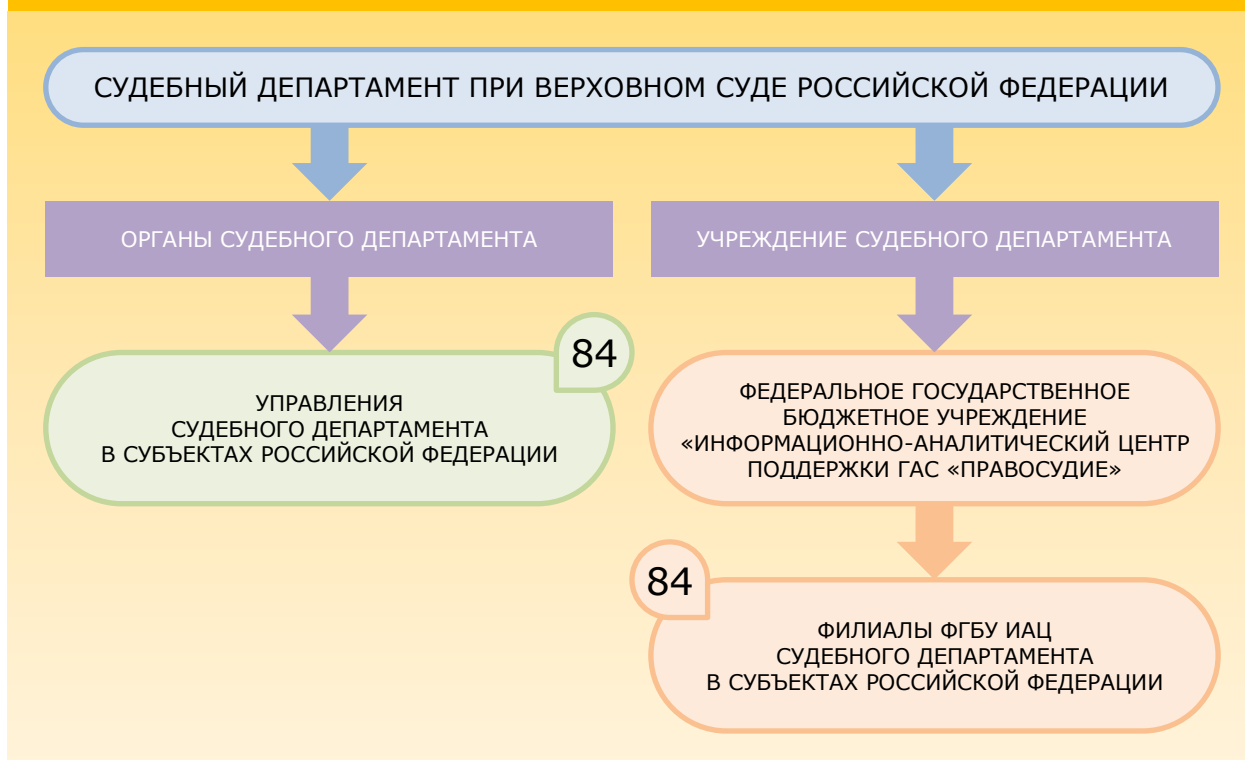 СУДЕБНЫЙ ДЕПАРТАМЕНТ ПРИ ВЕРХОВНОМ СУДЕ РОССИЙСКОЙ ФЕДЕРАЦИИ
ОРГАНЫ СУДЕБНОГО ДЕПАРТАМЕНТА
УЧРЕЖДЕНИЕ СУДЕБНОГО ДЕПАРТАМЕНТА
84
УПРАВЛЕНИЯ
СУДЕБНОГО ДЕПАРТАМЕНТА
В СУБЪЕКТАХ РОССИЙСКОЙ ФЕДЕРАЦИИ
ФЕДЕРАЛЬНОЕ ГОСУДАРСТВЕННОЕ
БЮДЖЕТНОЕ УЧРЕЖДЕНИЕ
«ИНФОРМАЦИОННО-АНАЛИТИЧЕСКИЙ ЦЕНТР
ПОДДЕРЖКИ ГАС «ПРАВОСУДИЕ»
84
ФИЛИАЛЫ ФГБУ ИАЦ
СУДЕБНОГО ДЕПАРТАМЕНТА
В СУБЪЕКТАХ РОССИЙСКОЙ ФЕДЕРАЦИИ